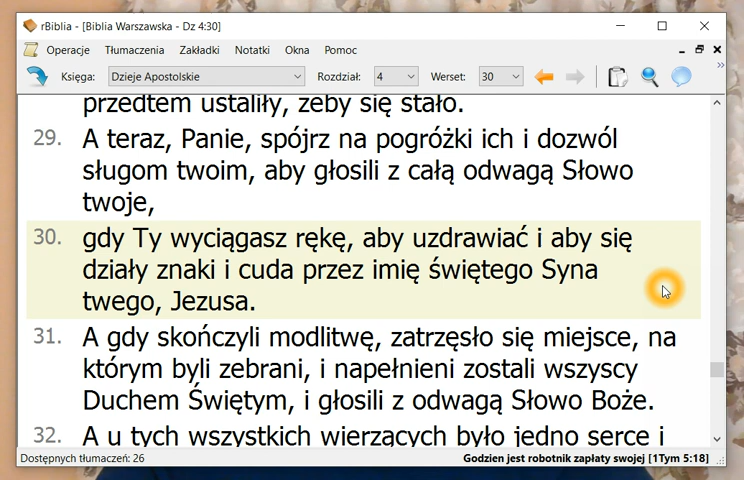 rBiblia - [Biblia Warszawska - Dz 4:30]
Operacje Tłumaczenia Zakładki Notatki Okna Pomoc
Księga: Dzieje Apostolskie Rozdział: 4 Werset: 30
przedtem ustaliły, żeby się stało.
29. A teraz, Panie, spójrz na pogróżki ich i dozwól
sługom twoim, aby głosili z całą odwagą Słowo
twoje,
30. gdy Ty wyciągasz rękę, aby uzdrawiać i aby się
działy znaki i cuda przez imię świętego Syna
twego, Jezusa.
31. A gdy skończyli modlitwę, zatrzęsło się miejsce, na
którym byli zebrani, i napełnieni zostali wszyscy
Duchem Świętym, i głosili z odwagą Słowo Boże.
32. A u tych wszystkich wierzących było jedno serce i
Dostępnych tłumaczeń: 26 Godzien jest robotnik zapłaty swojej [1Tym 5:18]